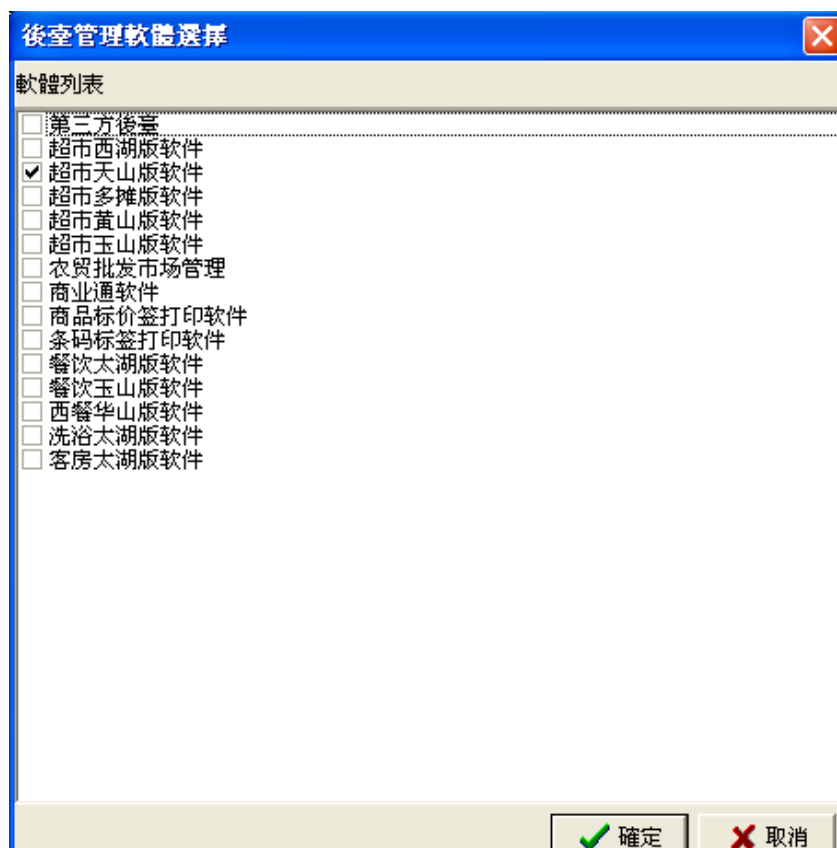 後臺管理軟體選擇
軟體列表
第三方後臺
超市西湖版软件
超市天山版软件
超市多摊版软件
超市黄山版软件
超市玉山版软件
农贸批发市场管理
商业通软件
商品标价签打印软件
条码标签打印软件
餐饮太湖版软件
餐饮玉山版软件
西餐华山版软件
洗浴太湖版软件
客房太湖版软件
確定 取消